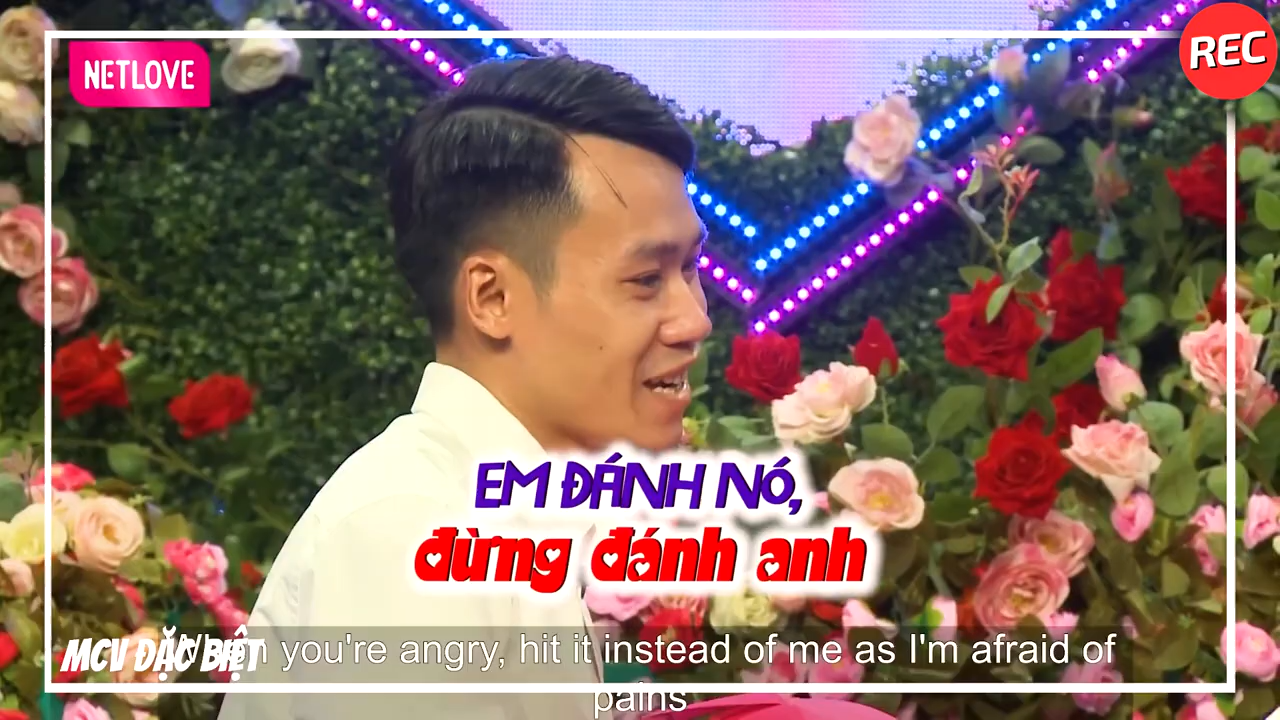 NETLOVE
REC
EM ĐÁNH NÓ,
đừng đánh anh
MCV ĐẶC BIỆT
you're angry, hit it instead of me as I'm afraid of
pains